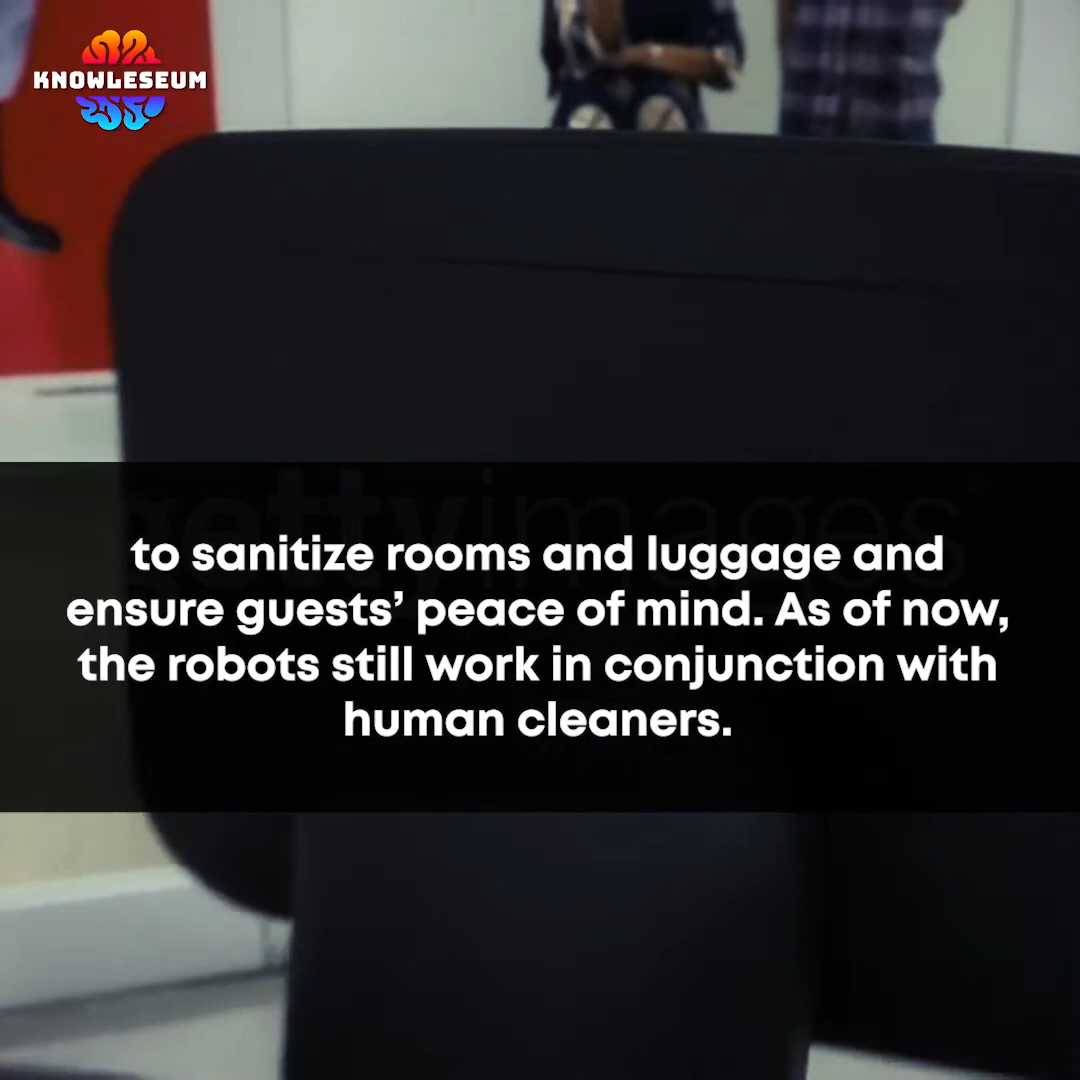 KNOWLESEUM
gettyimages
to sanitize rooms and luggage and
ensure guests’ peace of mind. As of now,
the robots still work in conjunction with
human cleaners.